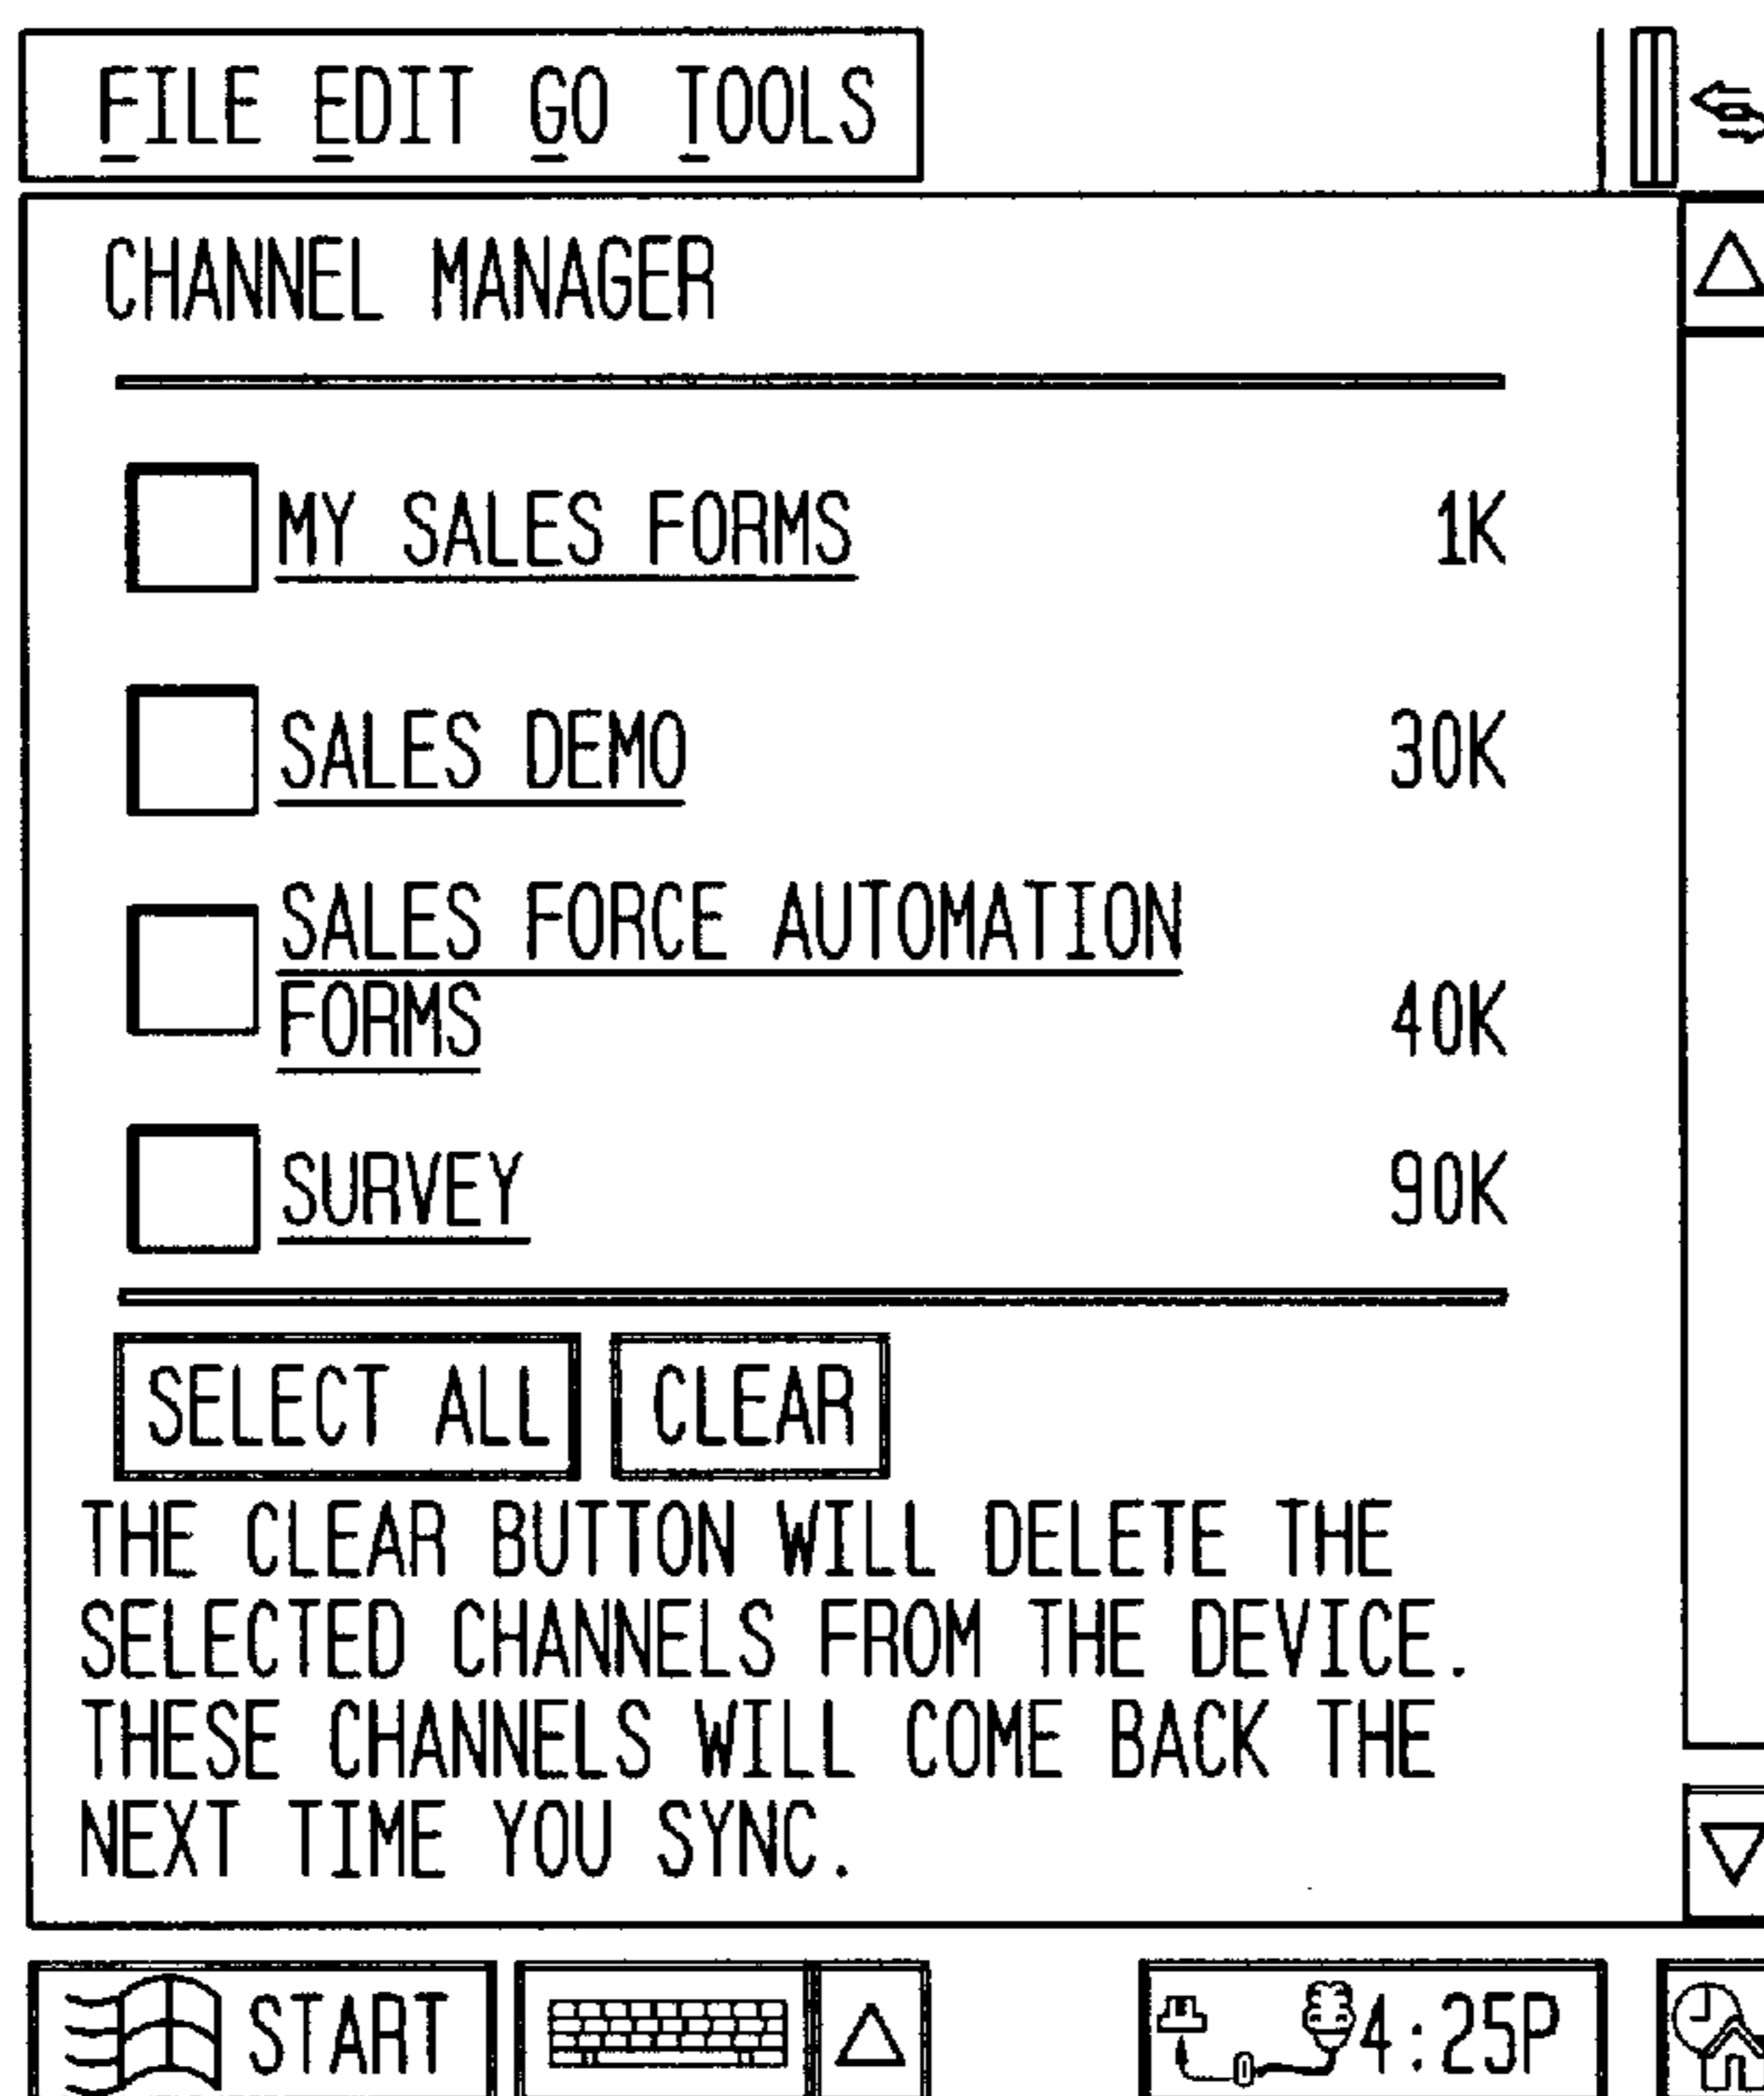 FILE EDIT GO TOOLS
CHANNEL MANAGER
MY SALES FORMS 1K
SALES DEMO 30K
SALES FORCE AUTOMATION
FORMS 40K
SURVEY 90K
SELECT ALL CLEAR
THE CLEAR BUTTON WILL DELETE THE
SELECTED CHANNELS FROM THE DEVICE.
THESE CHANNELS WILL COME BACK THE
NEXT TIME YOU SYNC.
START 4:25P